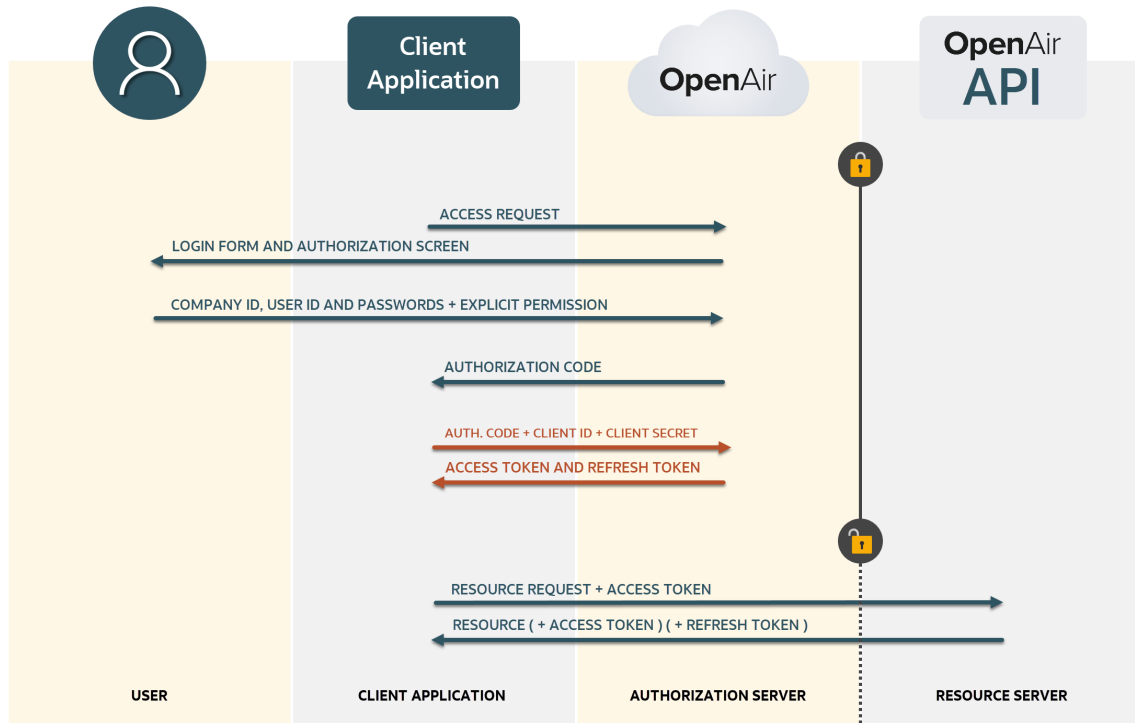 Client
Application
OpenAir
OpenAir
API
ACCESS REQUEST
LOGIN FORM AND AUTHORIZATION SCREEN
COMPANY ID, USER ID AND PASSWORDS + EXPLICIT PERMISSION
AUTHORIZATION CODE
AUTH. CODE + CLIENT ID + CLIENT SECRET
ACCESS TOKEN AND REFRESH TOKEN
RESOURCE REQUEST + ACCESS TOKEN
RESOURCE ( + ACCESS TOKEN ) ( + REFRESH TOKEN )
USER
CLIENT APPLICATION
AUTHORIZATION SERVER
RESOURCE SERVER